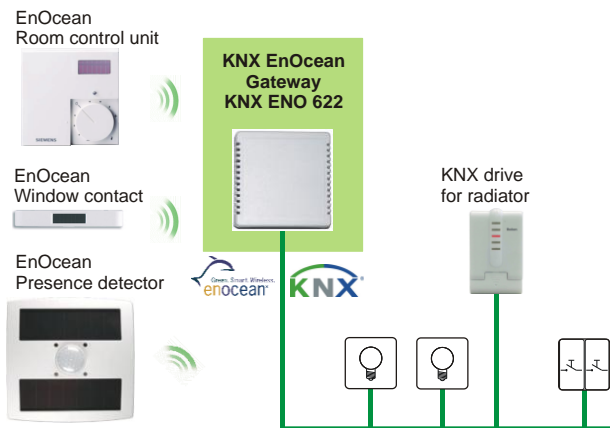 EnOcean
Room control unit
KNX EnOcean
Gateway
KNX ENO 622
SIEMENS
EnOcean
Window contact
KNX drive
for radiator
EnOcean
Presence detector
Green. Smart. Wireless.
enocean®
KNX®